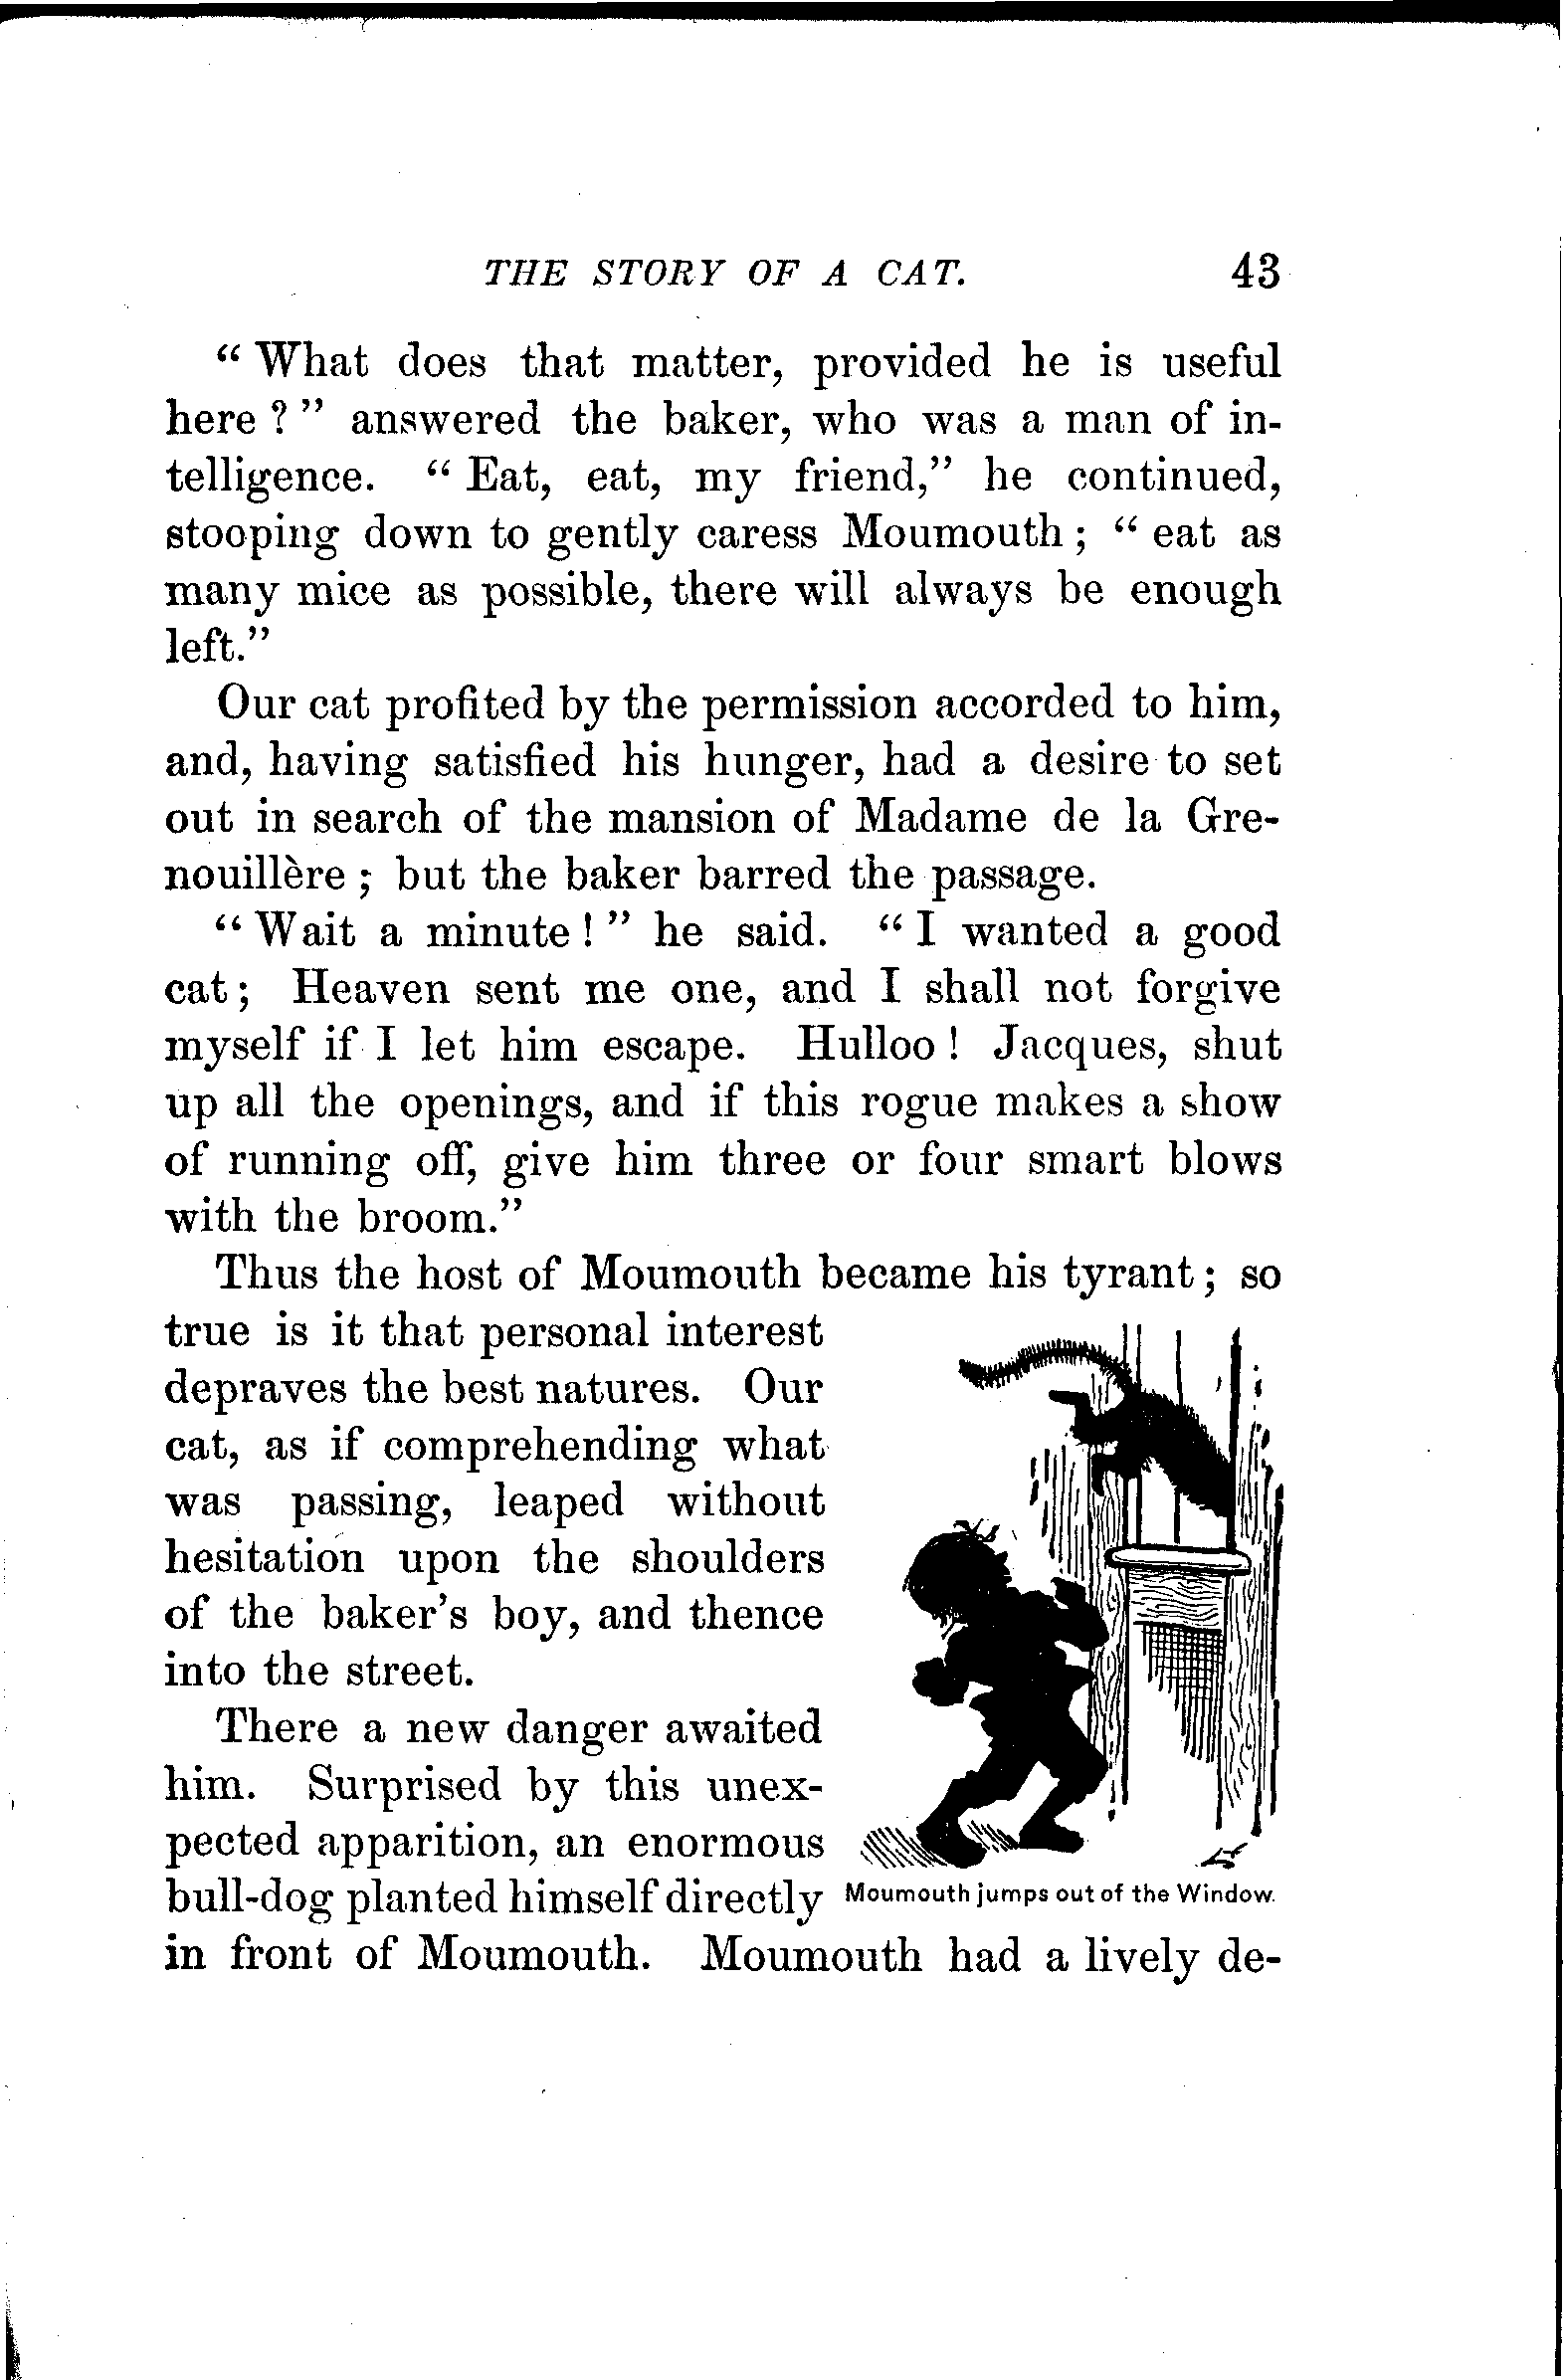 THE STORY OF A CAT. 43
“ What does that matter, provided he is useful
here ? ” answered the baker, who was a man of in-
telligence. “ Eat, eat, my friend,” he continued,
stooping down to gently caress Moumouth ; “ eat as
many mice as possible, there will always be enough
left.”
Our cat profited by the permission accorded to him,
and, having satisfied his hunger, had a desire to set
out in search of the mansion of Madame de la Gre-
nouillère ; but the baker barred the passage.
“ Wait a minute ! ” he said. “ I wanted a good
cat ; Heaven sent me one, and I shall not forgive
myself if I let him escape. Hulloo ! Jacques, shut
up all the openings, and if this rogue makes a show
of running off, give him three or four smart blows
with the broom.”
Thus the host of Moumouth became his tyrant ; so
true is it that personal interest
depraves the best natures. Our
cat, as if comprehending what
was passing, leaped without
hesitation upon the shoulders
of the baker’s boy, and thence
into the street.
There a new danger awaited
him. Surprised by this unex-
pected apparition, an enormous
bull-dog planted himself directly
in front of Moumouth. Moumouth had a lively de-
Moumouth jumps out of the Window.